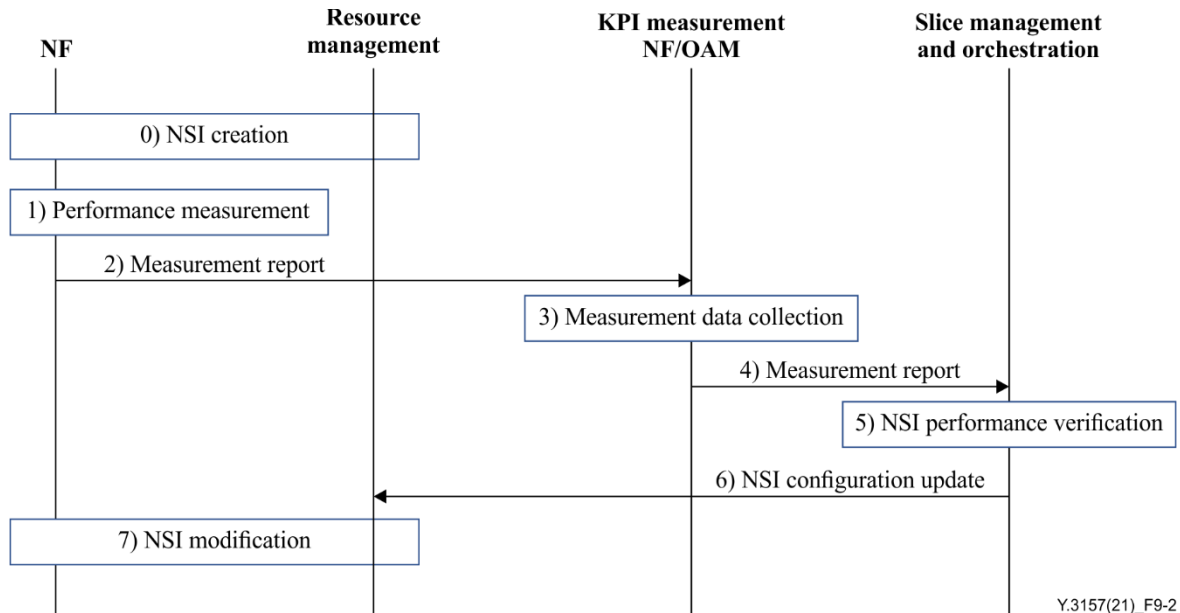 NF
Resource
management
KPI measurement
NF/OAM
Slice management
and orchestration
0) NSI creation
1) Performance measurement
2) Measurement report
3) Measurement data collection
4) Measurement report
5) NSI performance verification
6) NSI configuration update
7) NSI modification
Y.3157(21)_F9-2